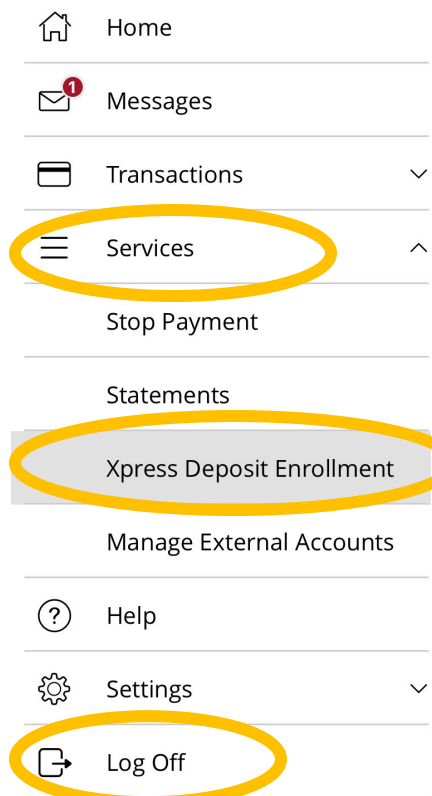 Home
1
Messages
Transactions
Services
Stop Payment
Statements
Xpress Deposit Enrollment
Manage External Accounts
?
Help
Settings
Log Off